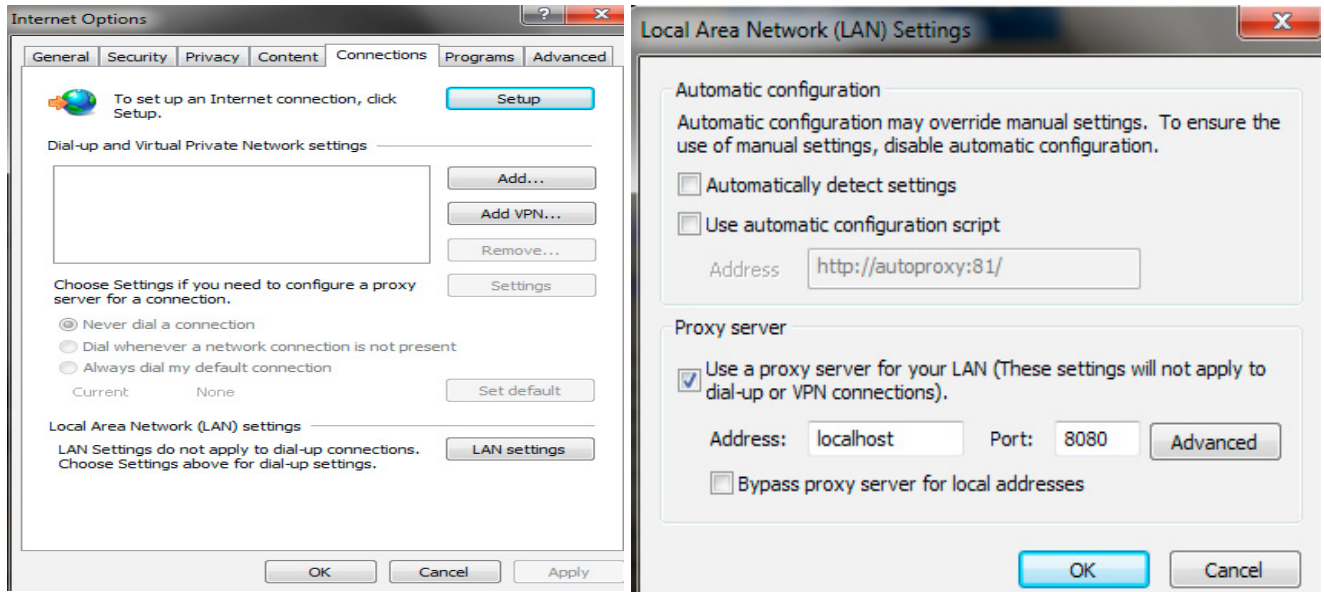 Internet Options
?
X
General Security Privacy Content Connections Programs Advanced
To set up an Internet connection, click
Setup.
Setup
Dial-up and Virtual Private Network settings
Add...
Add VPN...
Remove...
Choose Settings if you need to configure a proxy
server for a connection.
Settings
Never dial a connection
Dial whenever a network connection is not present
Always dial my default connection
Current None
Set default
Local Area Network (LAN) settings
LAN Settings do not apply to dial-up connections.
Choose Settings above for dial-up settings.
LAN settings
OK Cancel Apply
Local Area Network (LAN) Settings
X
Automatic configuration
Automatic configuration may override manual settings. To ensure the
use of manual settings, disable automatic configuration.
Automatically detect settings
Use automatic configuration script
Address http://autoproxy:81/
Proxy server
Use a proxy server for your LAN (These settings will not apply to
dial-up or VPN connections).
Address: localhost Port: 8080 Advanced
Bypass proxy server for local addresses
OK Cancel